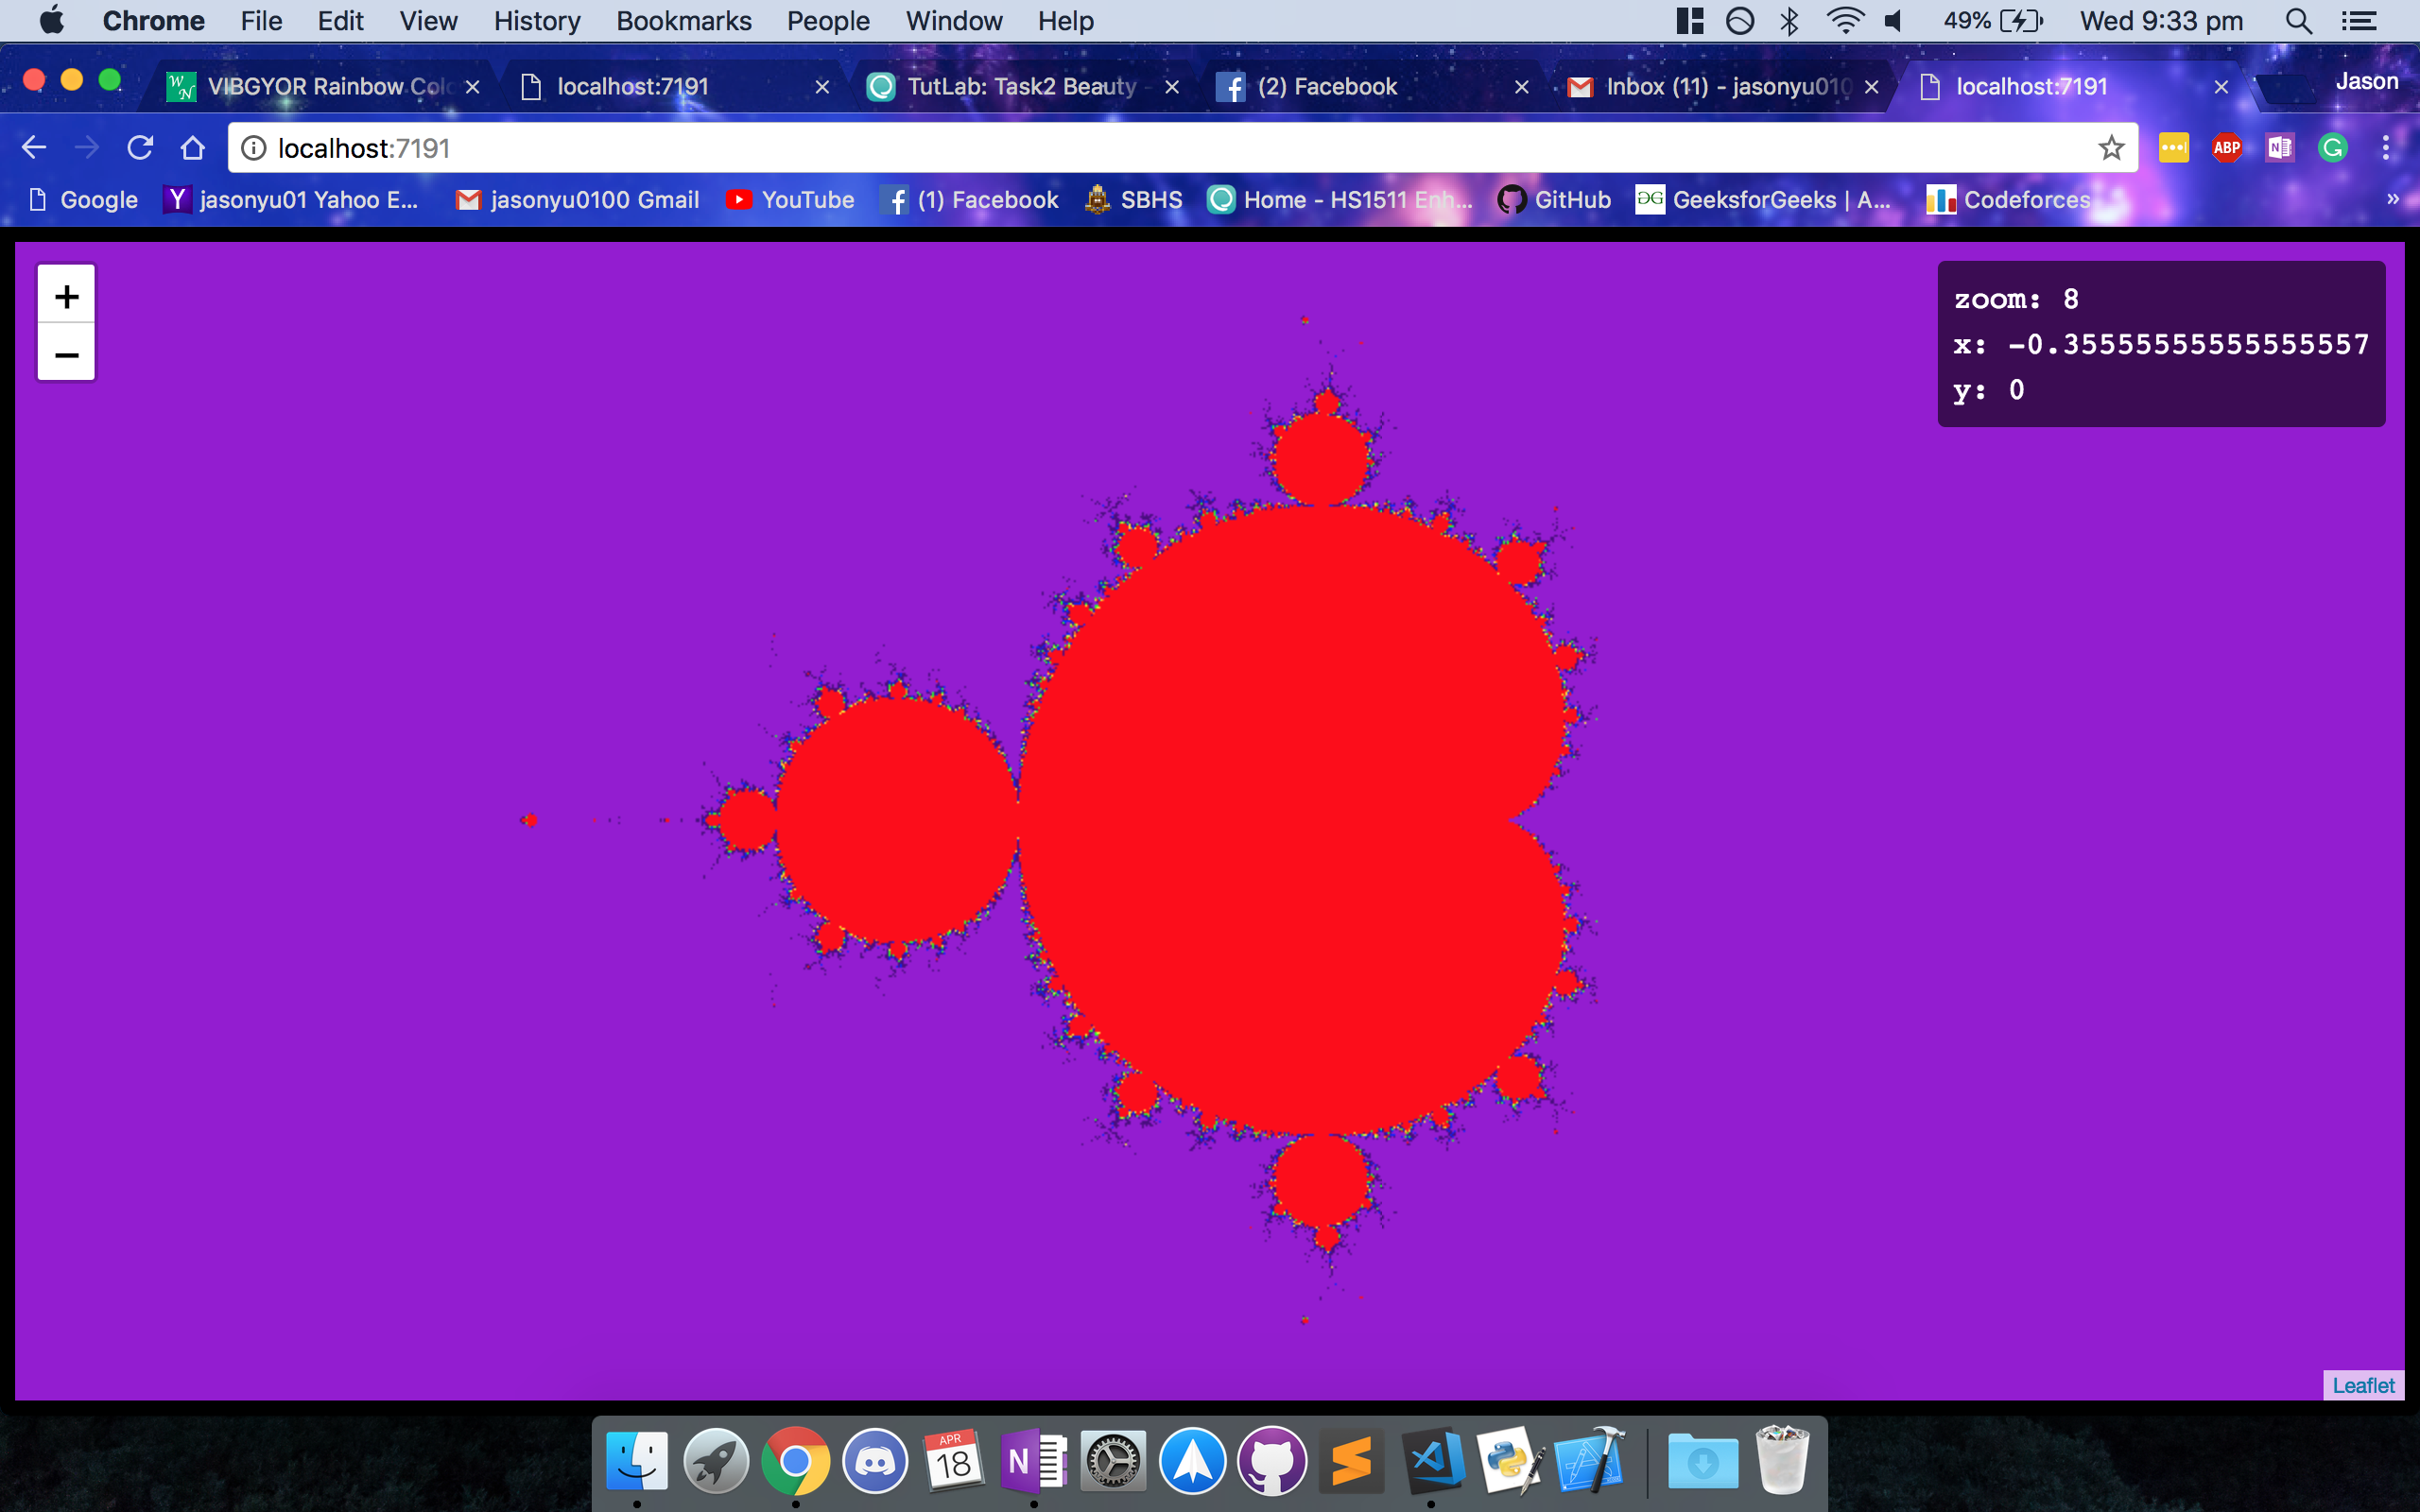 Chrome File Edit View History Bookmarks People Window Help 49% Wed 9:33 pm
VIBGYOR Rainbow Col localhost:7191 TutLab: Task2 Beauty - (2) Facebook Inbox (11) - jasonyu010 localhost:7191 Jason
localhost:7191 ABP N G
Google jasonyu01 Yahoo E... jasonyu0100 Gmail YouTube (1) Facebook SBHS Home - HS1511 Enh... GitHub GeeksforGeeks | A... Codeforces »
+
−
zoom: 8
x: -0.35555555555555557
y: 0
Leaflet
APR
18
N